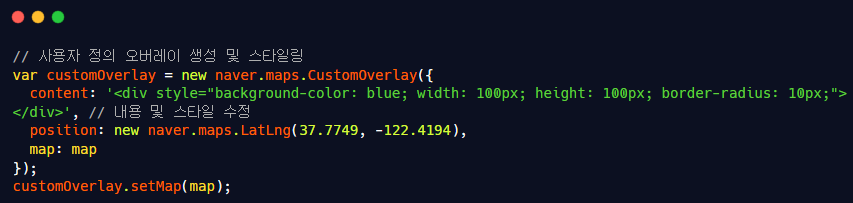 // 사용자 정의 오버레이 생성 및 스타일링
var customOverlay = new naver.maps.CustomOverlay({
  content: '<div style="background-color: blue; width: 100px; height: 100px; border-radius: 10px;">
</div>', // 내용 및 스타일 수정
  position: new naver.maps.LatLng(37.7749, -122.4194),
  map: map
});
customOverlay.setMap(map);